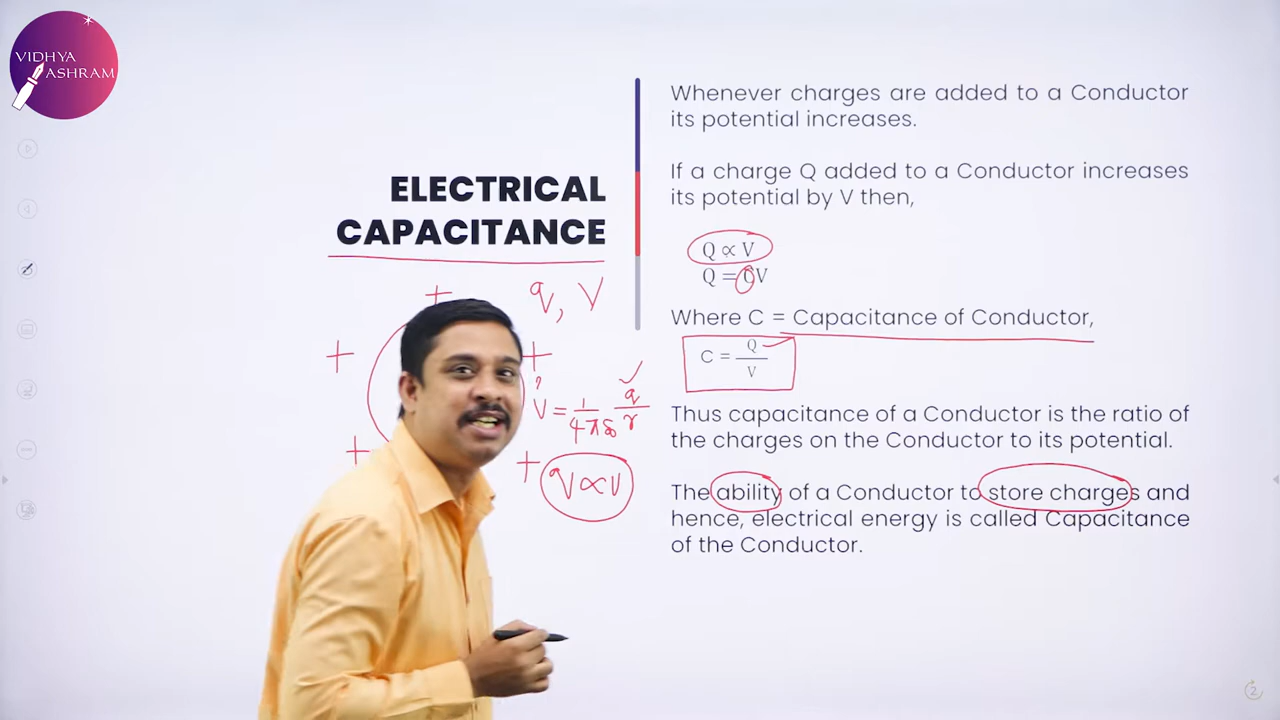 VIDHYA
ASHRAM
ELECTRICAL
CAPACITANCE
q, V
V = 1/4πε₀ q/r
q ∝ V
Whenever charges are added to a Conductor
its potential increases.
If a charge Q added to a Conductor increases
its potential by V then,
Q ∝ V
Q = CV
Where C = Capacitance of Conductor,
C = Q/V
Thus capacitance of a Conductor is the ratio of
the charges on the Conductor to its potential.
The ability of a Conductor to store charges and
hence, electrical energy is called Capacitance
of the Conductor.
2